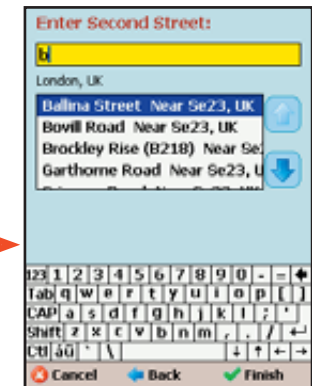 Enter Second Street:
b
London, UK
Ballina Street Near Se23, UK
Bovill Road Near Se23, UK
Brockley Rise (B218) Near Se
Garthorne Road Near Se23, U
123 1 2 3 4 5 6 7 8 9 0 - =
Tab q w e r t y u i o p [ ]
CAP a s d f g h j k l ; '
Shift z x c v b n m , . /
Ctl áü ` \
Cancel Back Finish